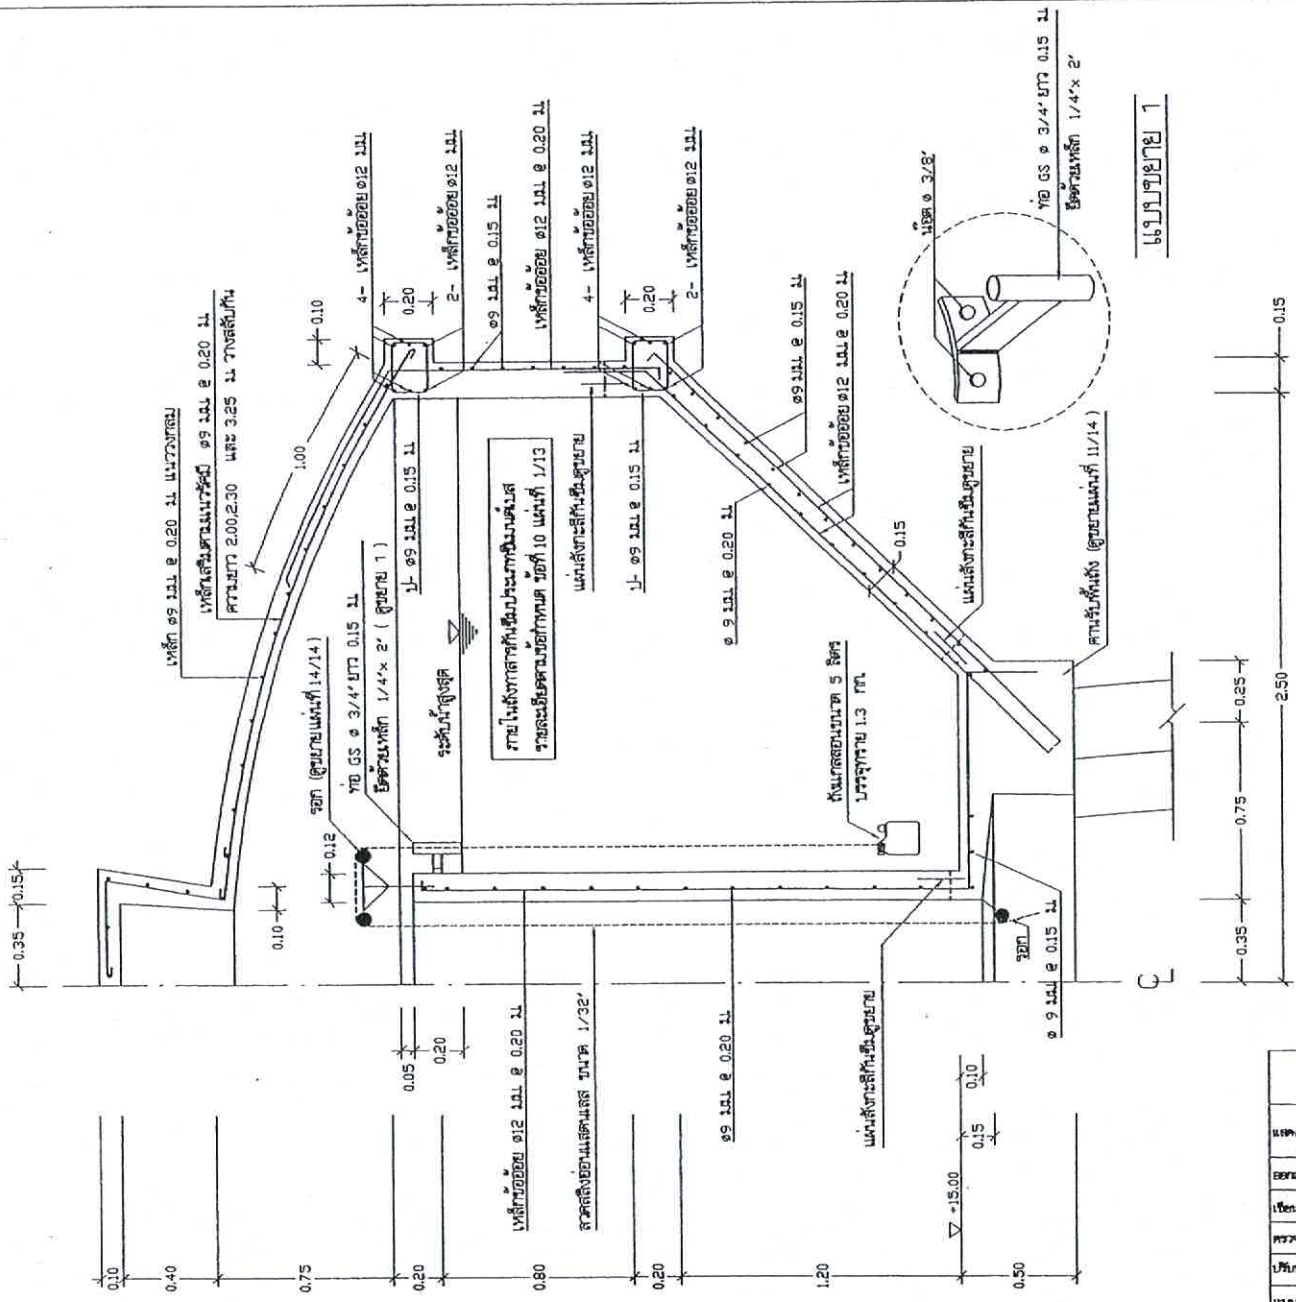 เหล็ก ø9 มม @ 0.20 ม แนววงกลม
เหล็กเสริมตามแนวรัศมี ø9 มม @ 0.20 ม
ความยาว 2.00,2.30 และ 3.25 ม วางสลับกัน
1.00
0.10
4- เหล็กข้ออ้อย ø12 มม
0.20
2- เหล็กข้ออ้อย ø12 มม
ø9 มม @ 0.15 ม
เหล็กข้ออ้อย ø12 มม @ 0.20 ม
4- เหล็กข้ออ้อย ø12 มม
0.20
2- เหล็กข้ออ้อย ø12 มม
น๊อต ø 3/8"
ท่อ GS ø 3/4" ยาว 0.15 ม
ยึดด้วยเหล็ก 1/4"x 2"
แบบขยาย 1
รอก (ดูขยายแผ่นที่ 14/14)
ท่อ GS ø 3/4" ยาว 0.15 ม
ยึดด้วยเหล็ก 1/4"x 2" ( ดูขยาย 1 )
ป- ø9 มม @ 0.15 ม
ระดับน้ำสูงสุด
ภายในถังทาสารกันซึมประเภทซีเมนต์เบส
รายละเอียดตามข้อกำหนด ข้อที่ 10 แผ่นที่ 1/13
แผ่นสังกะสีกันซึมดูขยาย
ป- ø9 มม @ 0.15 ม
ø 9 มม @ 0.20 ม
ø9 มม @ 0.15 ม
เหล็กข้ออ้อย ø12 มม @ 0.20 ม
0.15
แผ่นสังกะสีกันซึมดูขยาย
คานรับพื้นถัง (ดูขยายแผ่นที่ 11/14)
ถังแกลลอนขนาด 5 ลิตร
บรรจุทราย 1.3 กก.
0.35
0.15
0.10
0.12
0.05
0.20
เหล็กข้ออ้อย ø12 มม @ 0.20 ม
ลวดสลิงอ่อนแสตนเลส ขนาด 1/32"
ø9 มม @ 0.20 ม
แผ่นสังกะสีกันซึมดูขยาย
รอก
ø 9 มม @ 0.15 ม
+15.00
0.15
0.10
C
0.35
0.75
0.25
2.50
0.15
0.10
0.40
0.75
0.20
0.80
0.20
1.20
0.50